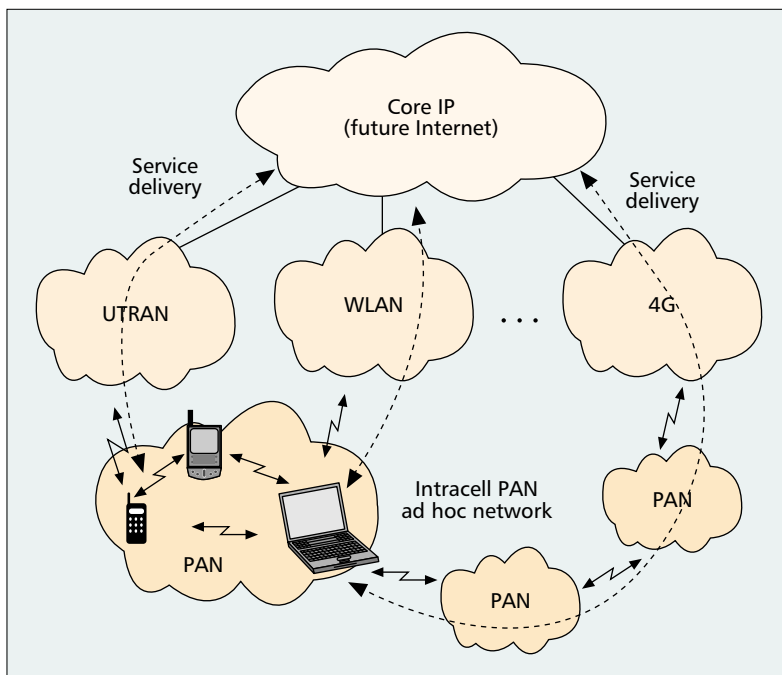 Core IP
(future Internet)
Service
delivery
Service
delivery
UTRAN
WLAN
. . .
4G
Intracell PAN
ad hoc network
PAN
PAN
PAN